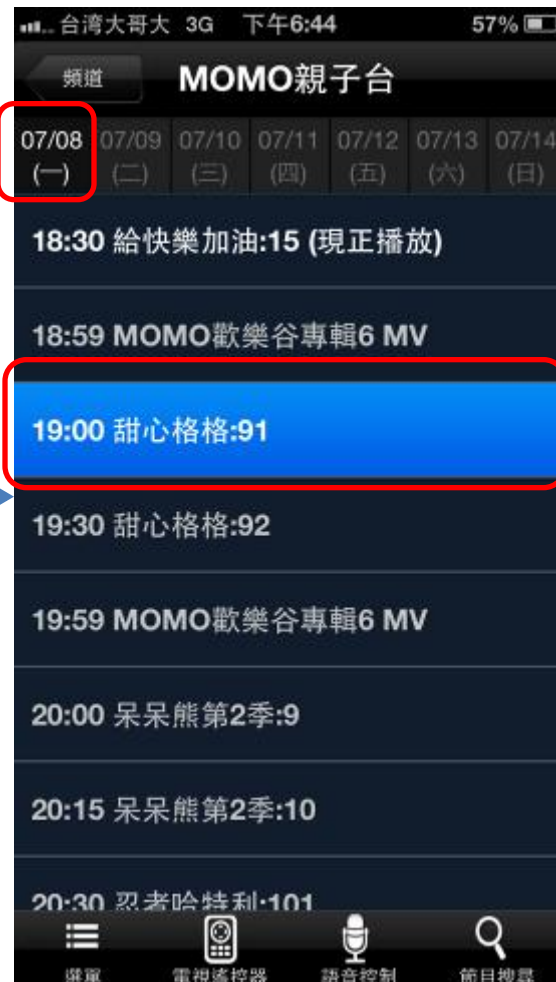 台湾大哥大 3G 下午6:44 57%
頻道 MOMO親子台
07/08 07/09 07/10 07/11 07/12 07/13 07/14
(一) (二) (三) (四) (五) (六) (日)
18:30 給快樂加油:15 (現正播放)
18:59 MOMO歡樂谷專輯6 MV
19:00 甜心格格:91
19:30 甜心格格:92
19:59 MOMO歡樂谷專輯6 MV
20:00 呆呆熊第2季:9
20:15 呆呆熊第2季:10
20:30 忍者哈特利:101
選單 電視遙控器 語音控制 節目搜尋